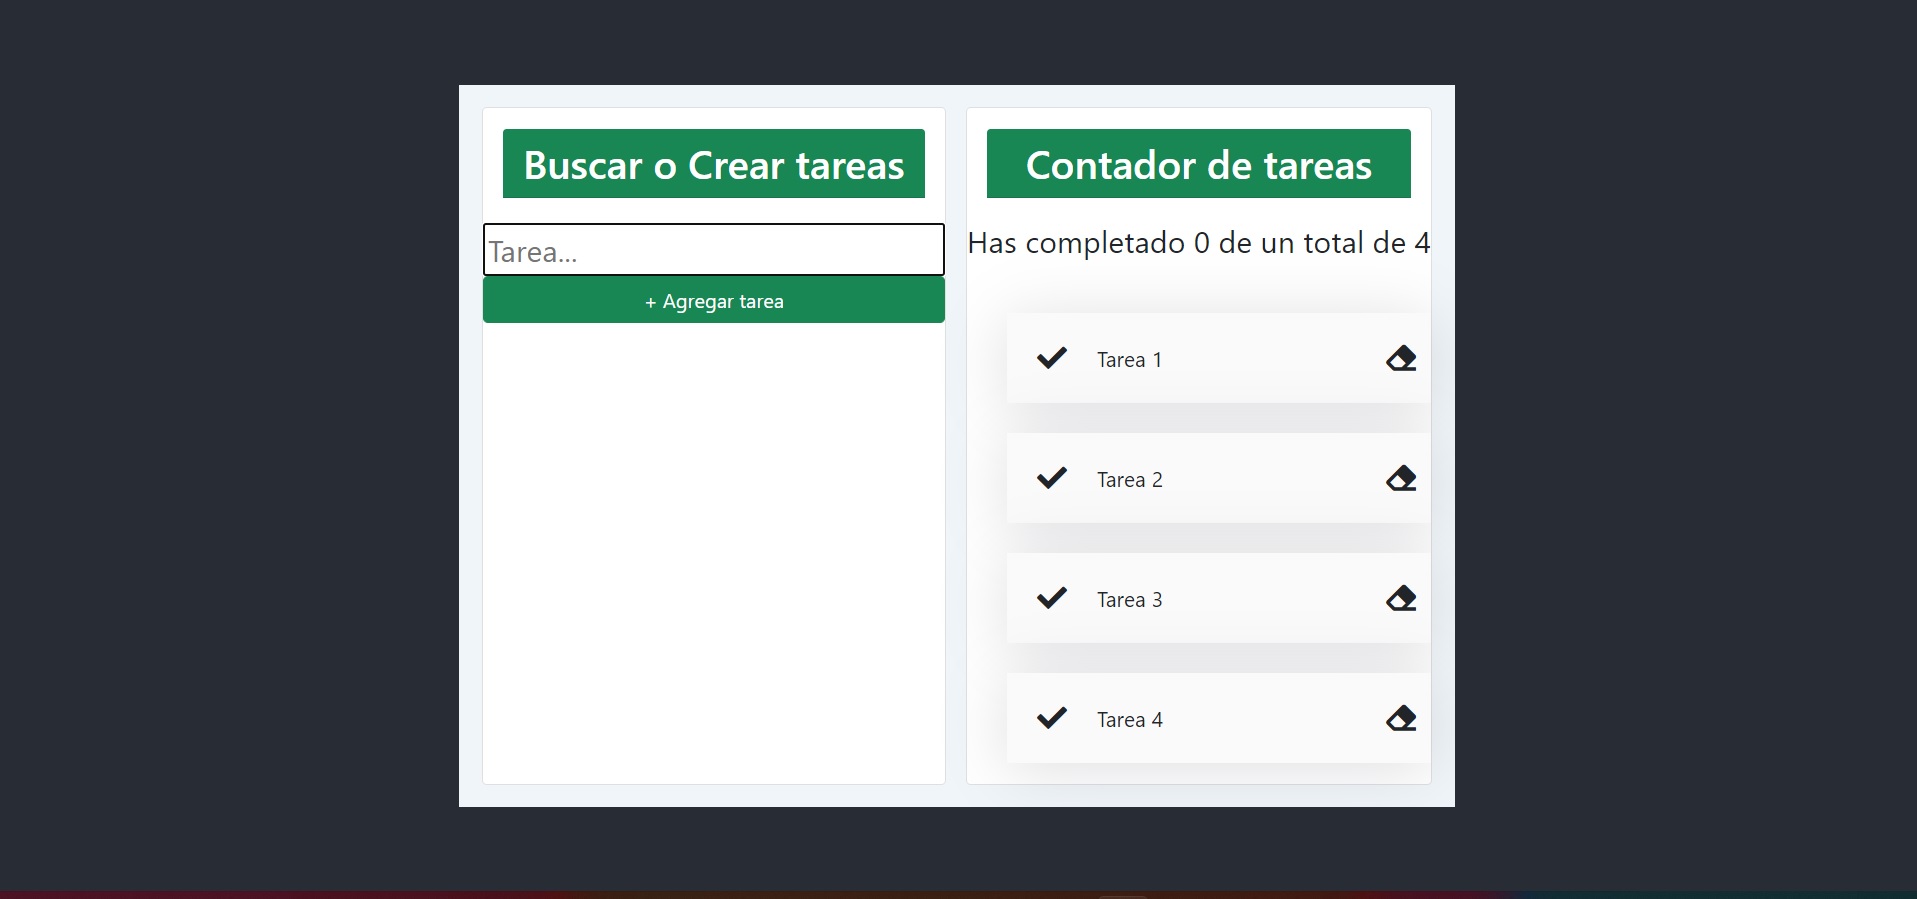 Buscar o Crear tareas
Tarea...
+ Agregar tarea
Contador de tareas
Has completado 0 de un total de 4
Tarea 1
Tarea 2
Tarea 3
Tarea 4